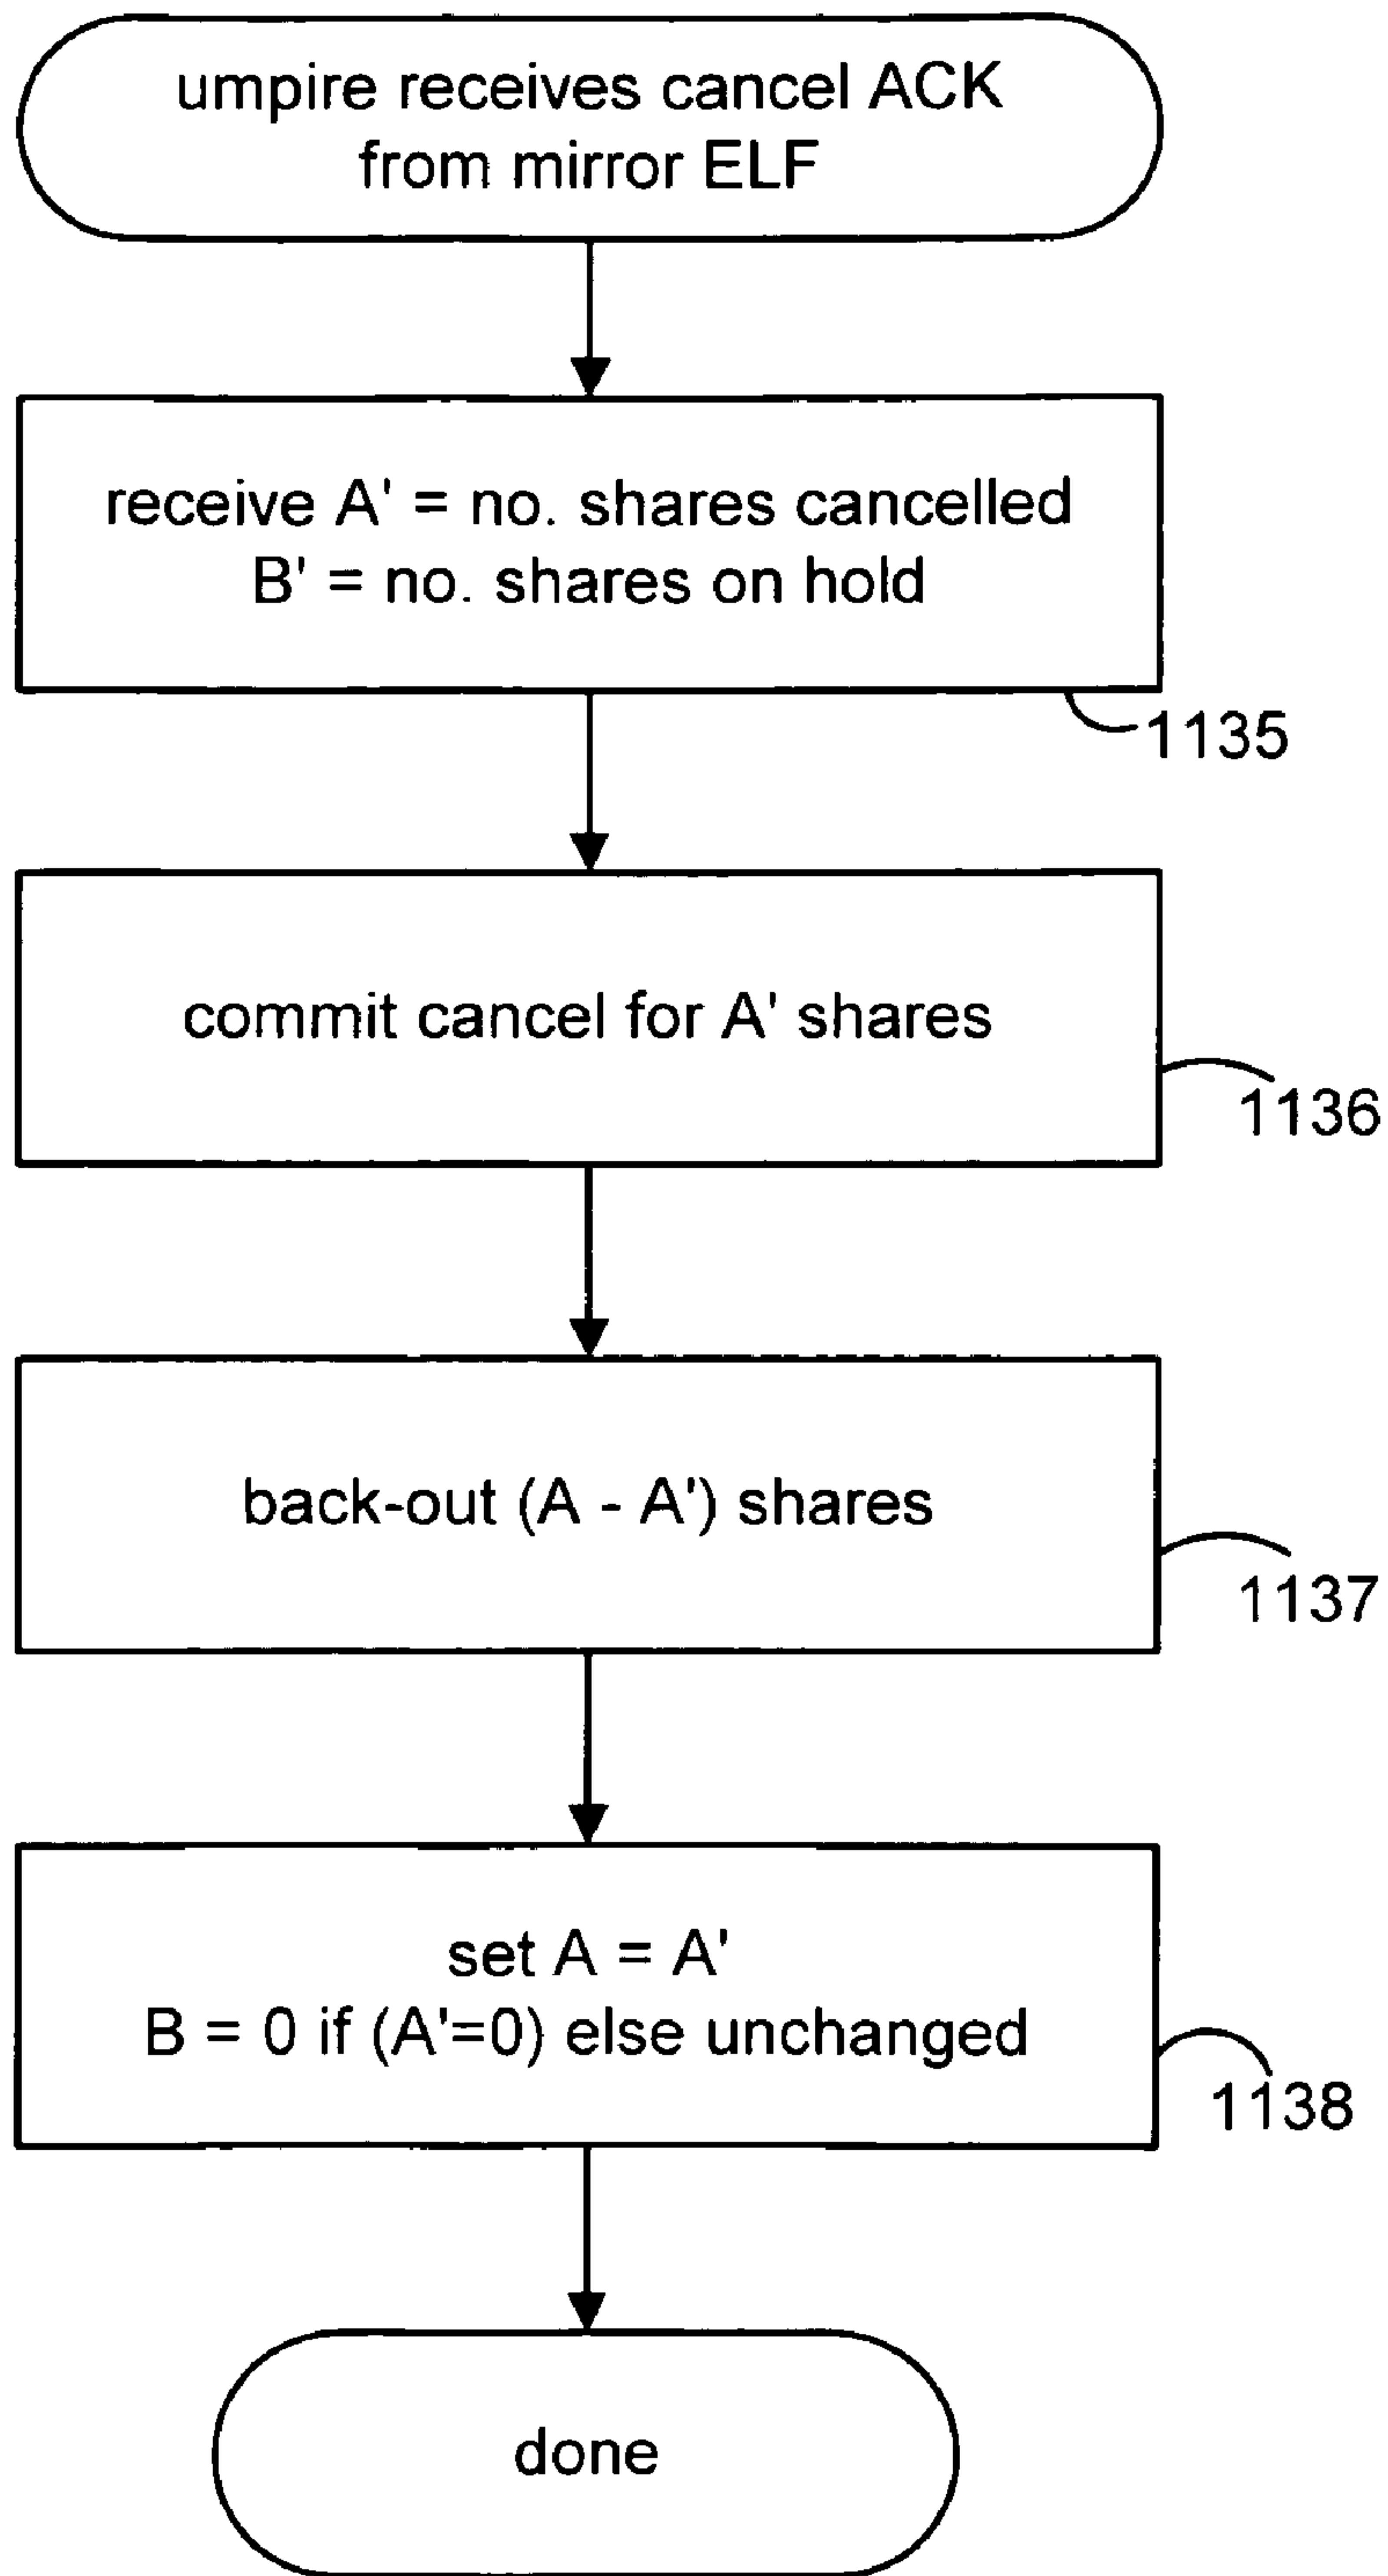 umpire receives cancel ACK
from mirror ELF
receive A' = no. shares cancelled
B' = no. shares on hold
1135
commit cancel for A' shares
1136
back-out (A - A') shares
1137
set A = A'
B = 0 if (A'=0) else unchanged
1138
done